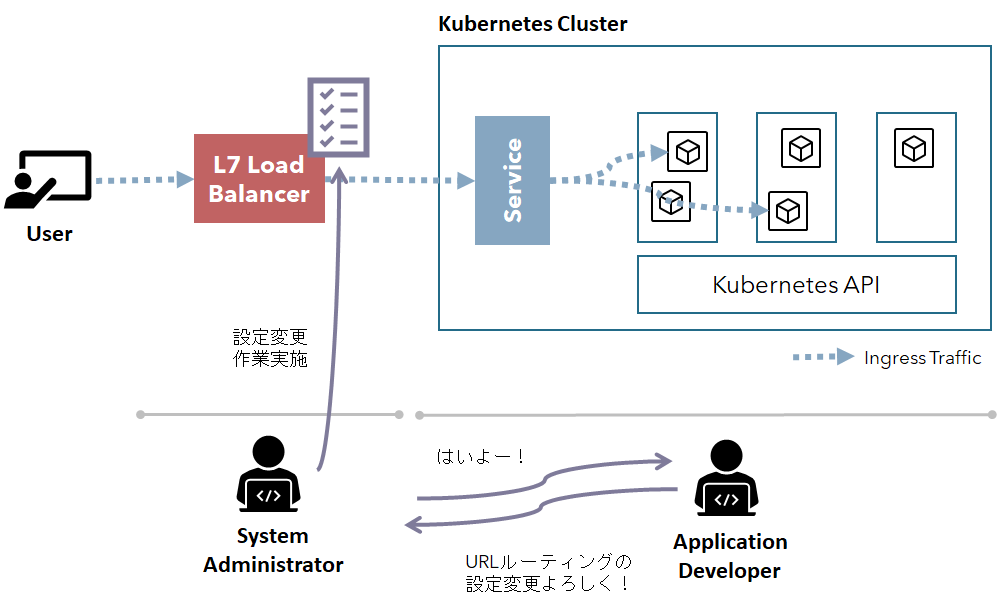 Kubernetes Cluster
L7 Load
Balancer
Service
User
Kubernetes API
設定変更
作業実施
Ingress Traffic
はいよー！
System
Administrator
Application
Developer
URLルーティングの
設定変更よろしく！